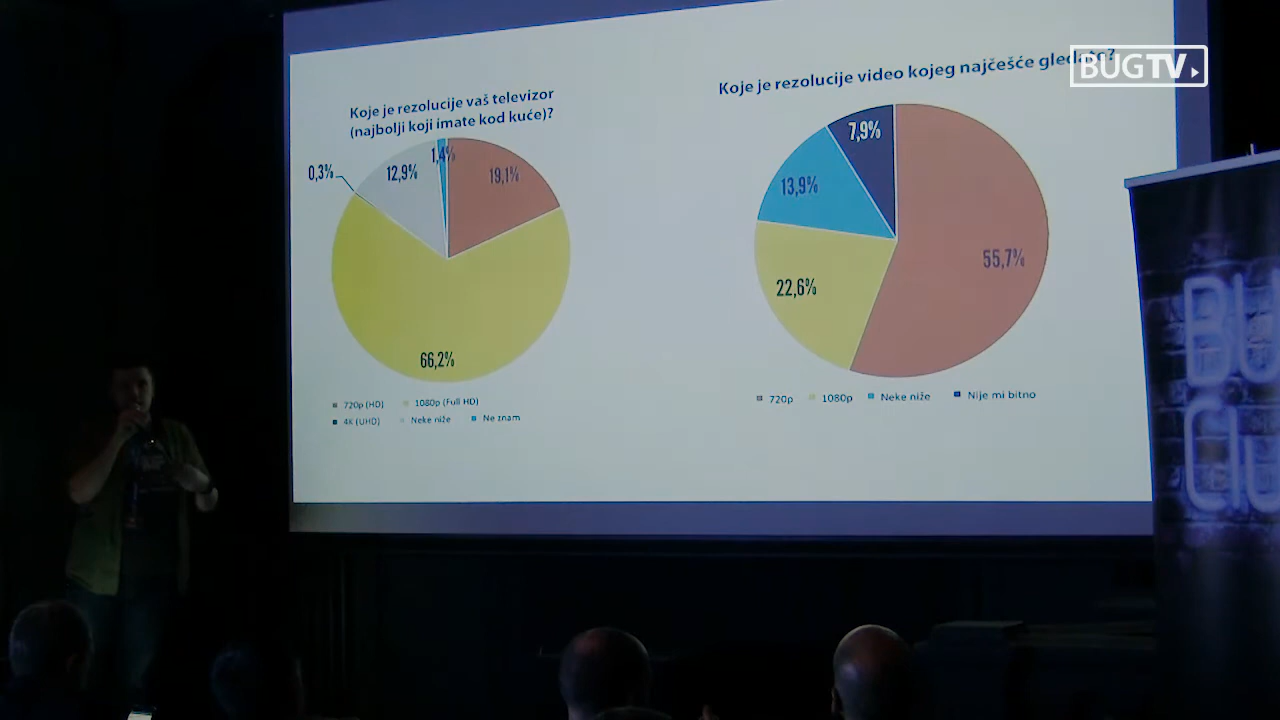 BUGTV
Koje je rezolucije vaš televizor
(najbolji koji imate kod kuće)?
0,3%
12,9%
1,4%
19,1%
66,2%
720p (HD)
1080p (Full HD)
4K (UHD)
Neke niže
Ne znam
Koje je rezolucije video kojeg najčešće gledate?
7,9%
13,9%
55,7%
22,6%
720p
1080p
Neke niže
Nije mi bitno
BU